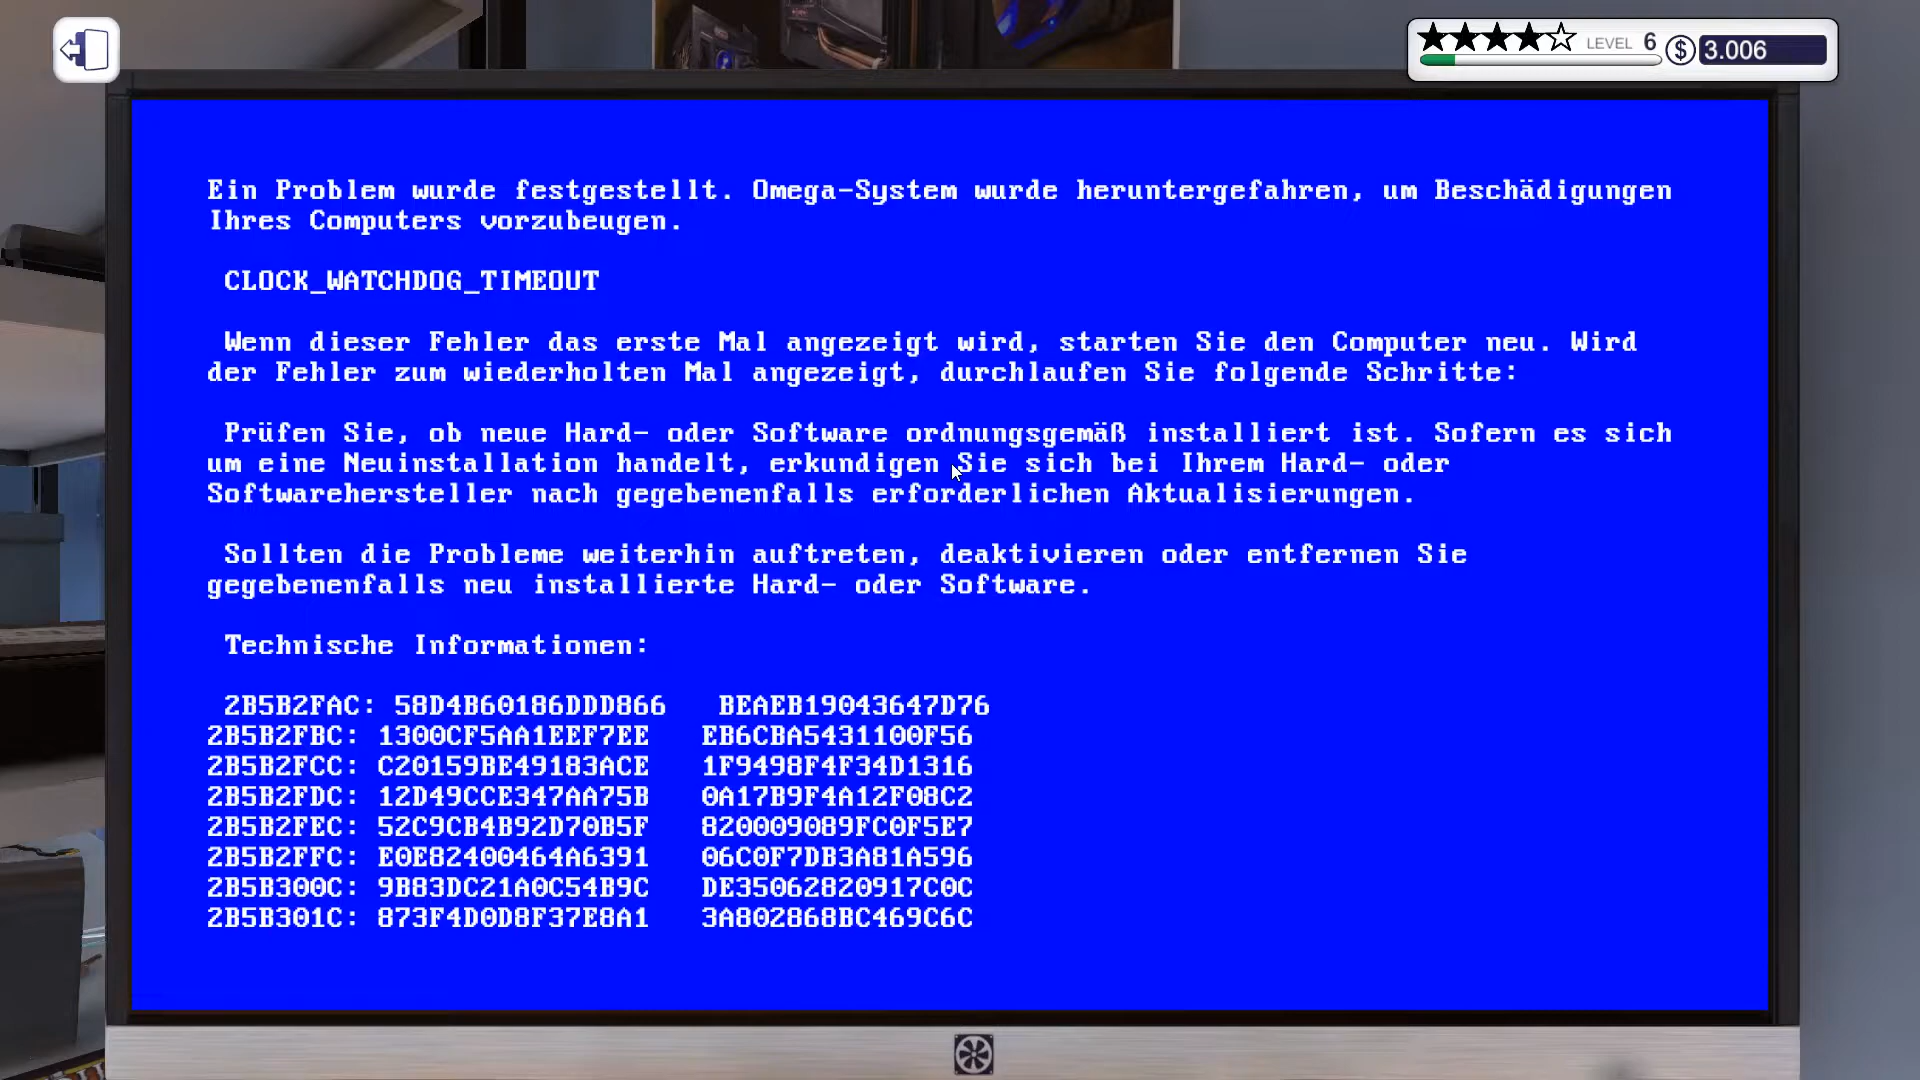 LEVEL 6 $ 3.006
Ein Problem wurde festgestellt. Omega-System wurde heruntergefahren, um Beschädigungen
Ihres Computers vorzubeugen.
CLOCK_WATCHDOG_TIMEOUT
Wenn dieser Fehler das erste Mal angezeigt wird, starten Sie den Computer neu. Wird
der Fehler zum wiederholten Mal angezeigt, durchlaufen Sie folgende Schritte:
Prüfen Sie, ob neue Hard- oder Software ordnungsgemäß installiert ist. Sofern es sich
um eine Neuinstallation handelt, erkundigen Sie sich bei Ihrem Hard- oder
Softwarehersteller nach gegebenenfalls erforderlichen Aktualisierungen.
Sollten die Probleme weiterhin auftreten, deaktivieren oder entfernen Sie
gegebenenfalls neu installierte Hard- oder Software.
Technische Informationen:
2B5B2FAC: 58D4B60186DDD866 BEAEB19043647D76
2B5B2FBC: 1300CF5AA1EEF7EE EB6CBA5431100F56
2B5B2FCC: C20159BE49183ACE 1F9498F4F34D1316
2B5B2FDC: 12D49CCE347AA75B 0A17B9F4A12F08C2
2B5B2FEC: 52C9CB4B92D70B5F 820009089FC0F5E7
2B5B2FFC: E0E82400464A6391 06C0F7DB3A81A596
2B5B300C: 9B83DC21A0C54B9C DE35062820917C0C
2B5B301C: 873F4D0D8F37E8A1 3A802868BC469C6C